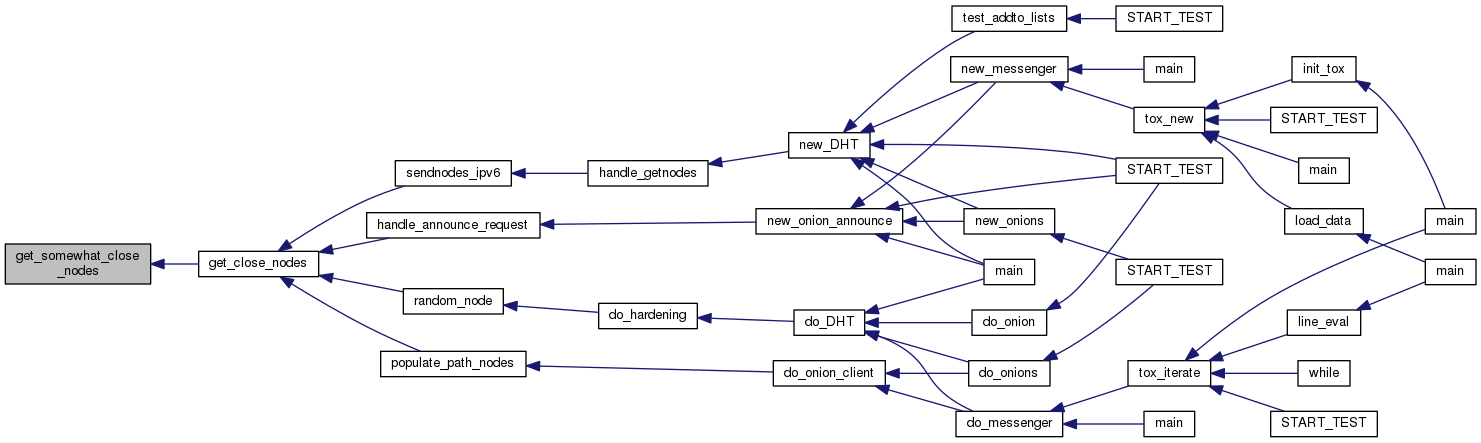 test_addto_lists
START_TEST
new_messenger
main
init_tox
tox_new
START_TEST
new_DHT
sendnodes_ipv6
handle_getnodes
START_TEST
main
handle_announce_request
new_onion_announce
new_onions
load_data
main
get_somewhat_close
_nodes
get_close_nodes
main
START_TEST
main
random_node
do_hardening
do_DHT
do_onion
line_eval
populate_path_nodes
do_onion_client
do_onions
tox_iterate
while
do_messenger
main
START_TEST